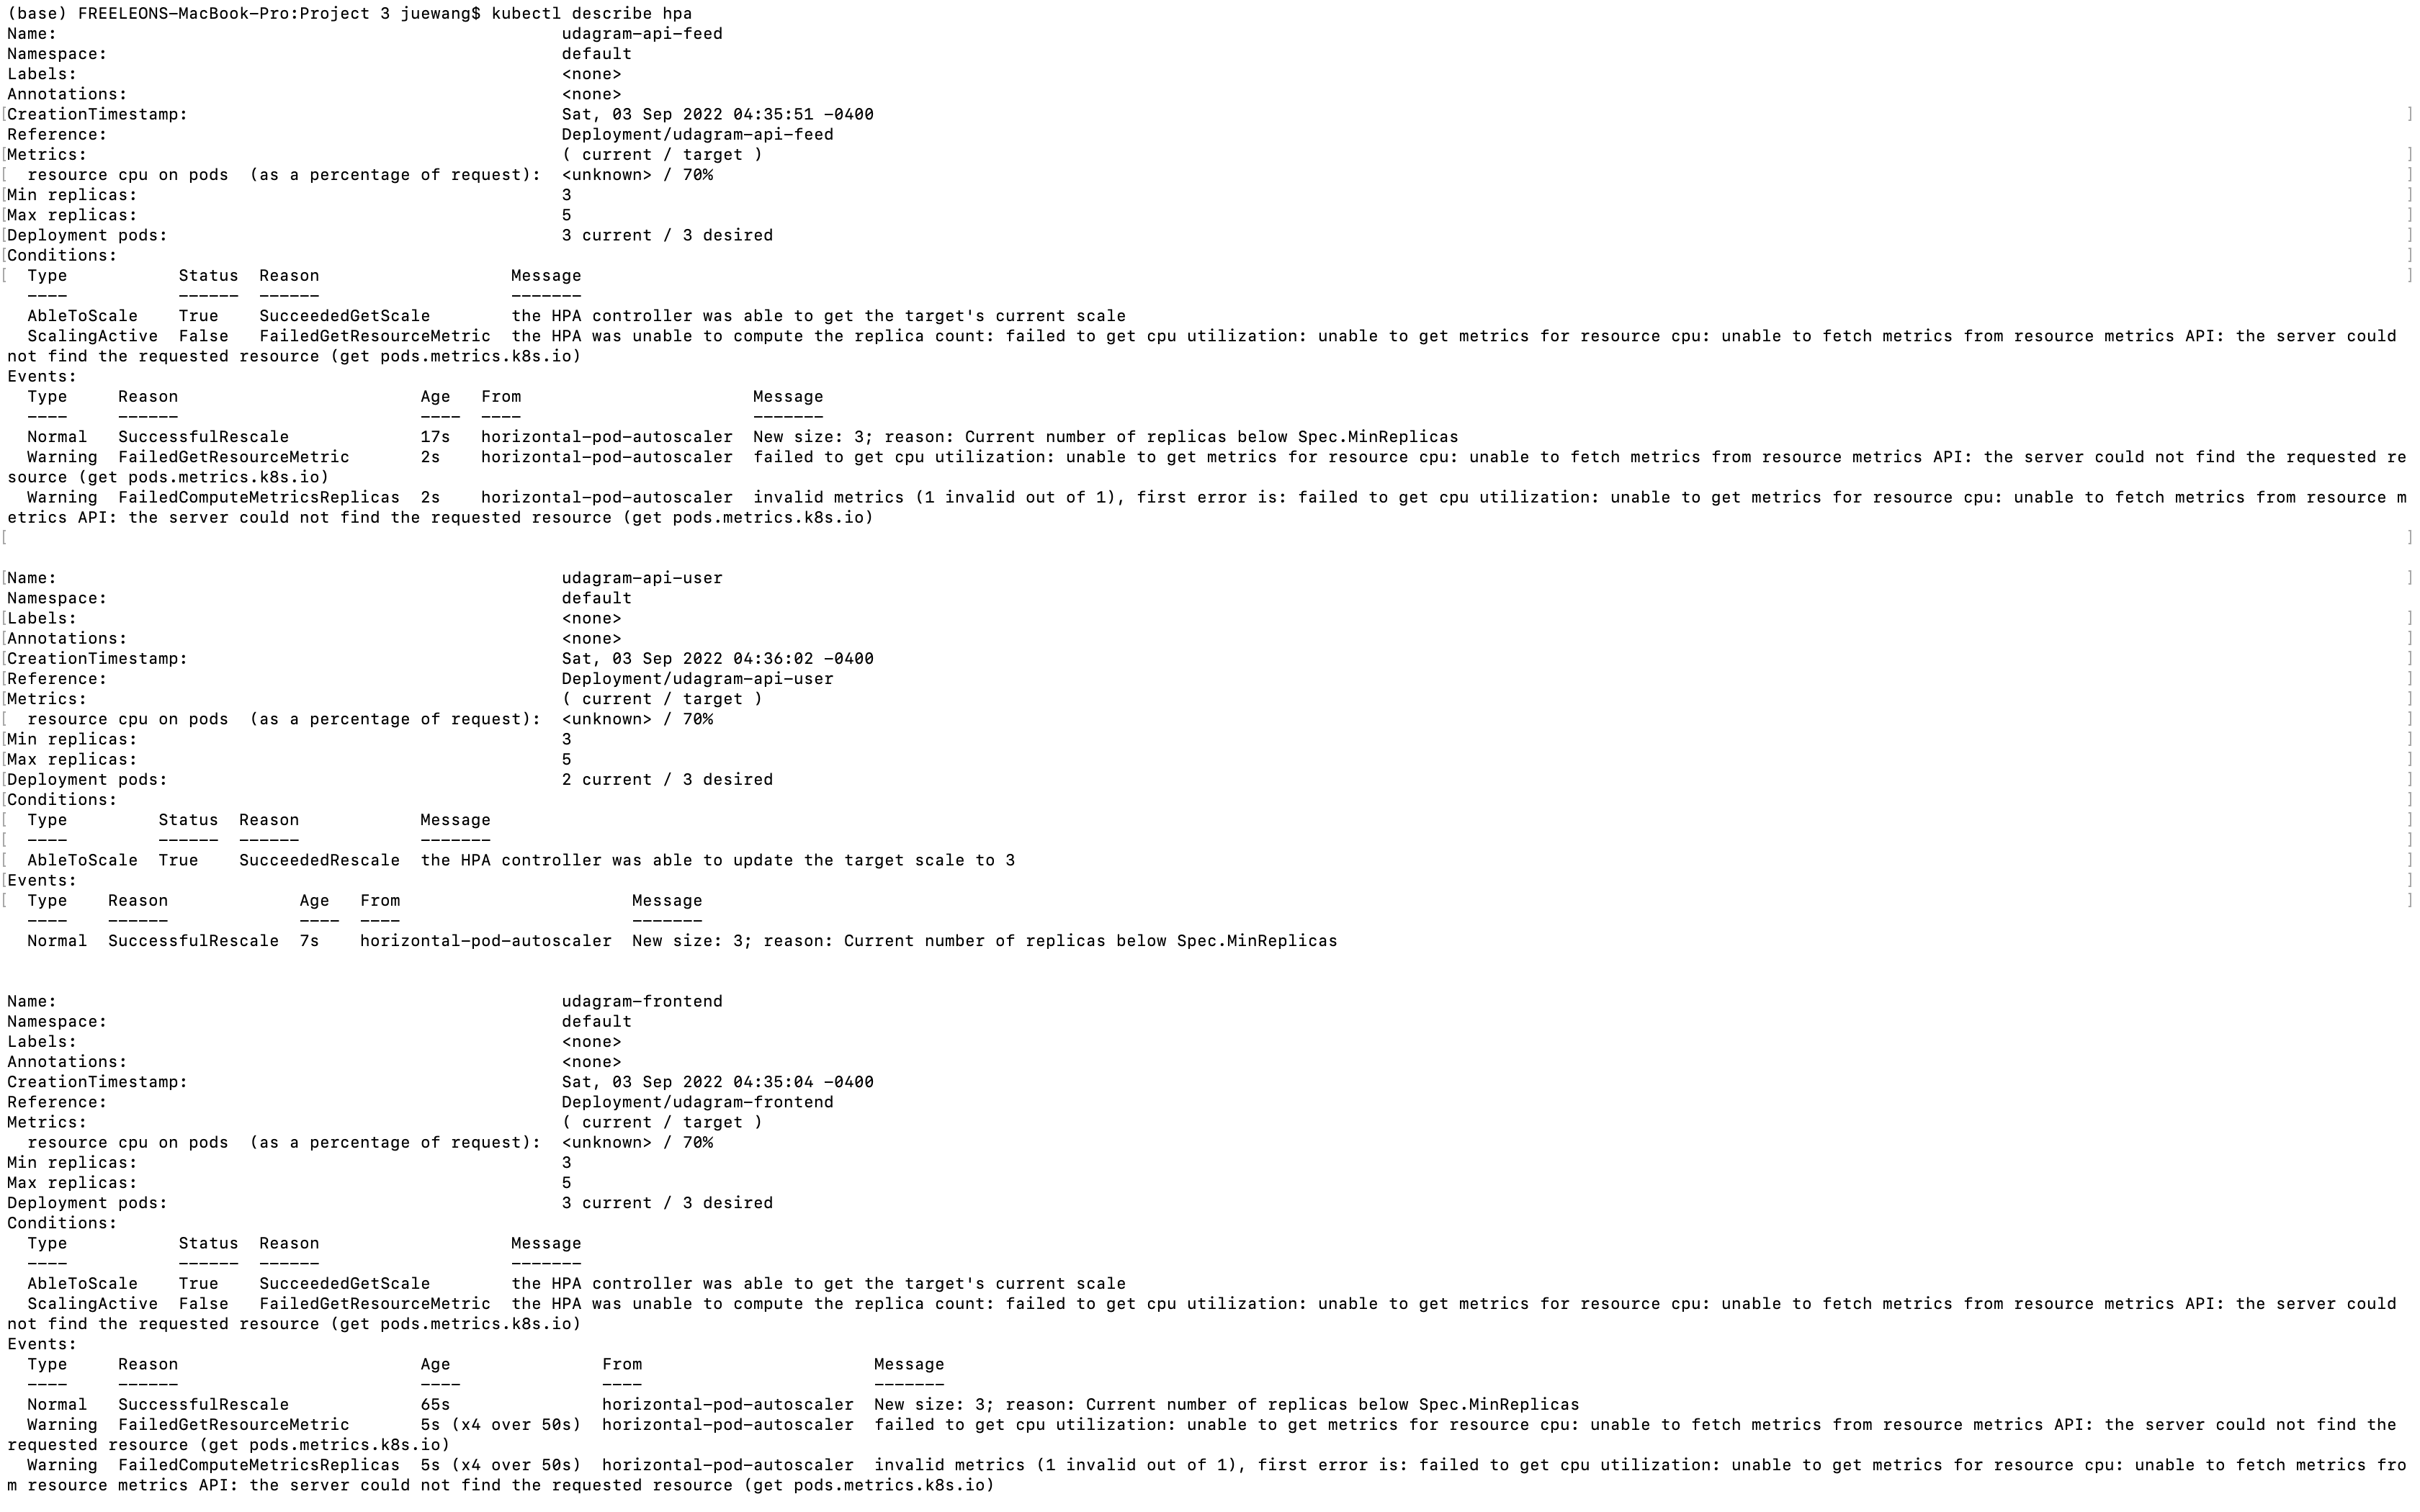 (base) FREELEONS-MacBook-Pro:Project 3 juewang$ kubectl describe hpa
Name:                                                  udagram-api-feed
Namespace:                                             default
Labels:                                                <none>
Annotations:                                           <none>
[CreationTimestamp:                                     Sat, 03 Sep 2022 04:35:51 -0400 ]
Reference:                                             Deployment/udagram-api-feed
[Metrics:                                               ( current / target ) ]
[  resource cpu on pods  (as a percentage of request):  <unknown> / 70% ]
[Min replicas:                                          3 ]
[Max replicas:                                          5 ]
[Deployment pods:                                       3 current / 3 desired ]
[Conditions: ]
[  Type           Status  Reason                   Message ]
  ----           ------  ------                   -------
  AbleToScale    True    SucceededGetScale        the HPA controller was able to get the target's current scale
  ScalingActive  False   FailedGetResourceMetric  the HPA was unable to compute the replica count: failed to get cpu utilization: unable to get metrics for resource cpu: unable to fetch metrics from resource metrics API: the server could
not find the requested resource (get pods.metrics.k8s.io)
Events:
  Type     Reason                        Age   From                       Message
  ----     ------                        ----  ----                       -------
  Normal   SuccessfulRescale             17s   horizontal-pod-autoscaler  New size: 3; reason: Current number of replicas below Spec.MinReplicas
  Warning  FailedGetResourceMetric       2s    horizontal-pod-autoscaler  failed to get cpu utilization: unable to get metrics for resource cpu: unable to fetch metrics from resource metrics API: the server could not find the requested re
source (get pods.metrics.k8s.io)
  Warning  FailedComputeMetricsReplicas  2s    horizontal-pod-autoscaler  invalid metrics (1 invalid out of 1), first error is: failed to get cpu utilization: unable to get metrics for resource cpu: unable to fetch metrics from resource m
etrics API: the server could not find the requested resource (get pods.metrics.k8s.io)
[ ]
[Name:                                                  udagram-api-user ]
Namespace:                                             default
[Labels:                                                <none> ]
[Annotations:                                           <none> ]
[CreationTimestamp:                                     Sat, 03 Sep 2022 04:36:02 -0400 ]
[Reference:                                             Deployment/udagram-api-user ]
[Metrics:                                               ( current / target ) ]
[  resource cpu on pods  (as a percentage of request):  <unknown> / 70% ]
[Min replicas:                                          3 ]
[Max replicas:                                          5 ]
[Deployment pods:                                       2 current / 3 desired ]
[Conditions: ]
[  Type         Status  Reason            Message ]
[  ----         ------  ------            ------- ]
[  AbleToScale  True    SucceededRescale  the HPA controller was able to update the target scale to 3 ]
[Events: ]
[  Type    Reason             Age   From                       Message ]
  ----    ------             ----  ----                       -------
  Normal  SuccessfulRescale  7s    horizontal-pod-autoscaler  New size: 3; reason: Current number of replicas below Spec.MinReplicas
Name:                                                  udagram-frontend
Namespace:                                             default
Labels:                                                <none>
Annotations:                                           <none>
CreationTimestamp:                                     Sat, 03 Sep 2022 04:35:04 -0400
Reference:                                             Deployment/udagram-frontend
Metrics:                                               ( current / target )
  resource cpu on pods  (as a percentage of request):  <unknown> / 70%
Min replicas:                                          3
Max replicas:                                          5
Deployment pods:                                       3 current / 3 desired
Conditions:
  Type           Status  Reason                   Message
  ----           ------  ------                   -------
  AbleToScale    True    SucceededGetScale        the HPA controller was able to get the target's current scale
  ScalingActive  False   FailedGetResourceMetric  the HPA was unable to compute the replica count: failed to get cpu utilization: unable to get metrics for resource cpu: unable to fetch metrics from resource metrics API: the server could
not find the requested resource (get pods.metrics.k8s.io)
Events:
  Type     Reason                        Age               From                       Message
  ----     ------                        ----              ----                       -------
  Normal   SuccessfulRescale             65s               horizontal-pod-autoscaler  New size: 3; reason: Current number of replicas below Spec.MinReplicas
  Warning  FailedGetResourceMetric       5s (x4 over 50s)  horizontal-pod-autoscaler  failed to get cpu utilization: unable to get metrics for resource cpu: unable to fetch metrics from resource metrics API: the server could not find the
requested resource (get pods.metrics.k8s.io)
  Warning  FailedComputeMetricsReplicas  5s (x4 over 50s)  horizontal-pod-autoscaler  invalid metrics (1 invalid out of 1), first error is: failed to get cpu utilization: unable to get metrics for resource cpu: unable to fetch metrics fro
m resource metrics API: the server could not find the requested resource (get pods.metrics.k8s.io)